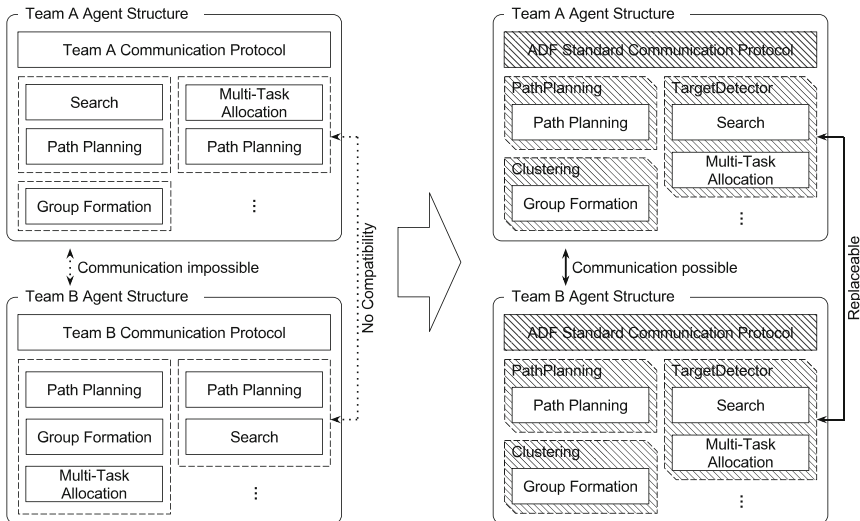 Team A Agent Structure
Team A Communication Protocol
Search
Path Planning
Group Formation
Multi-Task
Allocation
Path Planning
⋮
Communication impossible
No Compatibility
Team B Agent Structure
Team B Communication Protocol
Path Planning
Group Formation
Multi-Task
Allocation
Path Planning
Search
⋮
Team A Agent Structure
ADF Standard Communication Protocol
PathPlanning
Path Planning
Clustering
Group Formation
TargetDetector
Search
Multi-Task
Allocation
⋮
Communication possible
Replaceable
Team B Agent Structure
ADF Standard Communication Protocol
PathPlanning
Path Planning
Clustering
Group Formation
TargetDetector
Search
Multi-Task
Allocation
⋮